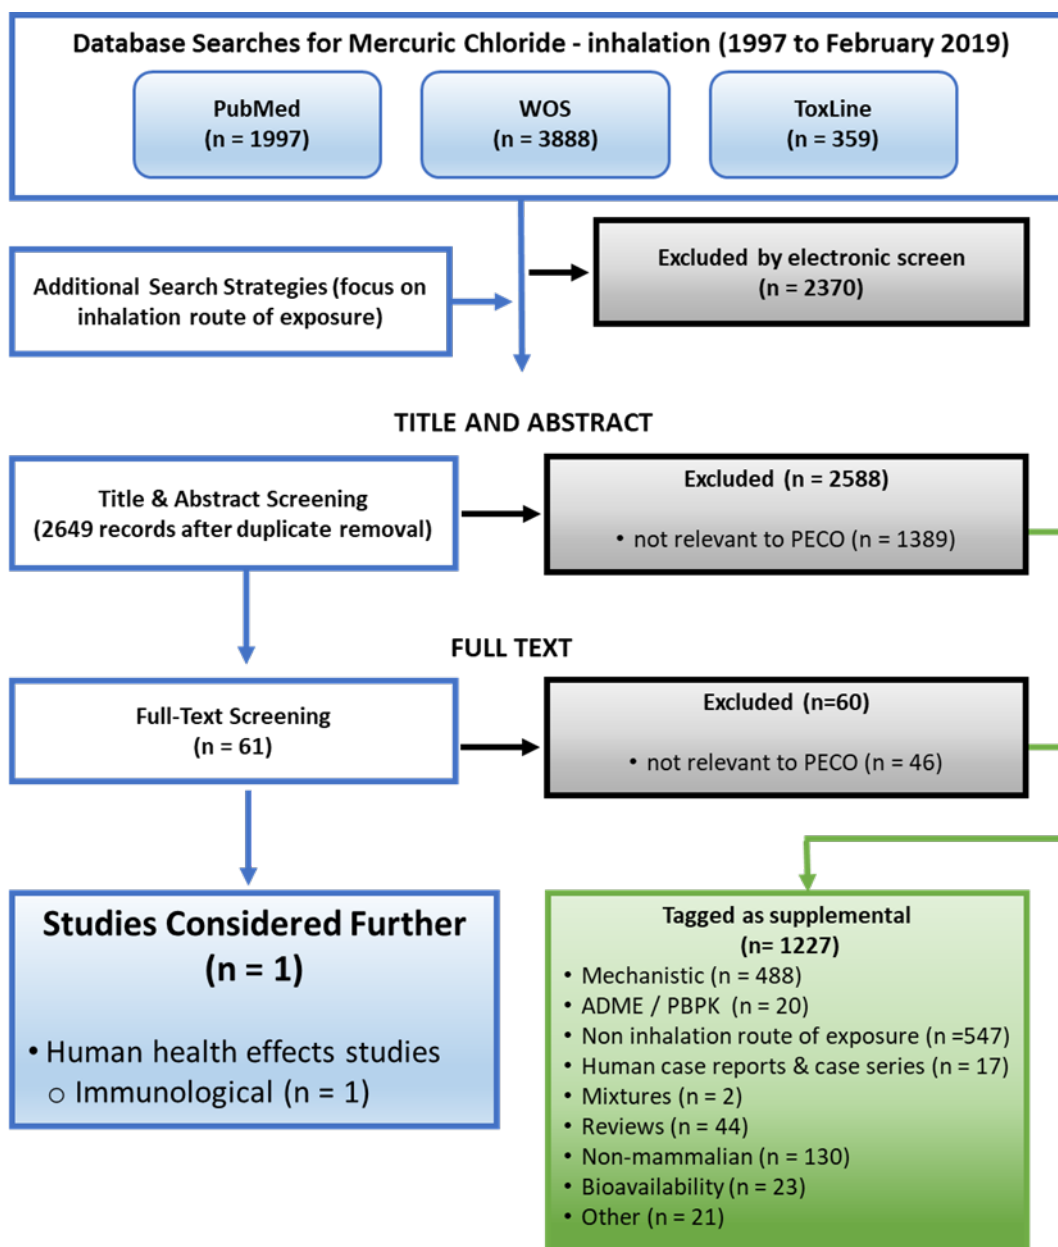 Database Searches for Mercuric Chloride - inhalation (1997 to February 2019)
PubMed
(n = 1997)
WOS
(n = 3888)
ToxLine
(n = 359)
Additional Search Strategies (focus on
inhalation route of exposure)
Excluded by electronic screen
(n = 2370)
TITLE AND ABSTRACT
Title & Abstract Screening
(2649 records after duplicate removal)
Excluded (n = 2588)
• not relevant to PECO (n = 1389)
FULL TEXT
Full-Text Screening
(n = 61)
Excluded (n=60)
• not relevant to PECO (n = 46)
Studies Considered Further
(n = 1)
• Human health effects studies
o Immunological (n = 1)
Tagged as supplemental
(n= 1227)
• Mechanistic (n = 488)
• ADME / PBPK (n = 20)
• Non inhalation route of exposure (n =547)
• Human case reports & case series (n = 17)
• Mixtures (n = 2)
• Reviews (n = 44)
• Non-mammalian (n = 130)
• Bioavailability (n = 23)
• Other (n = 21)